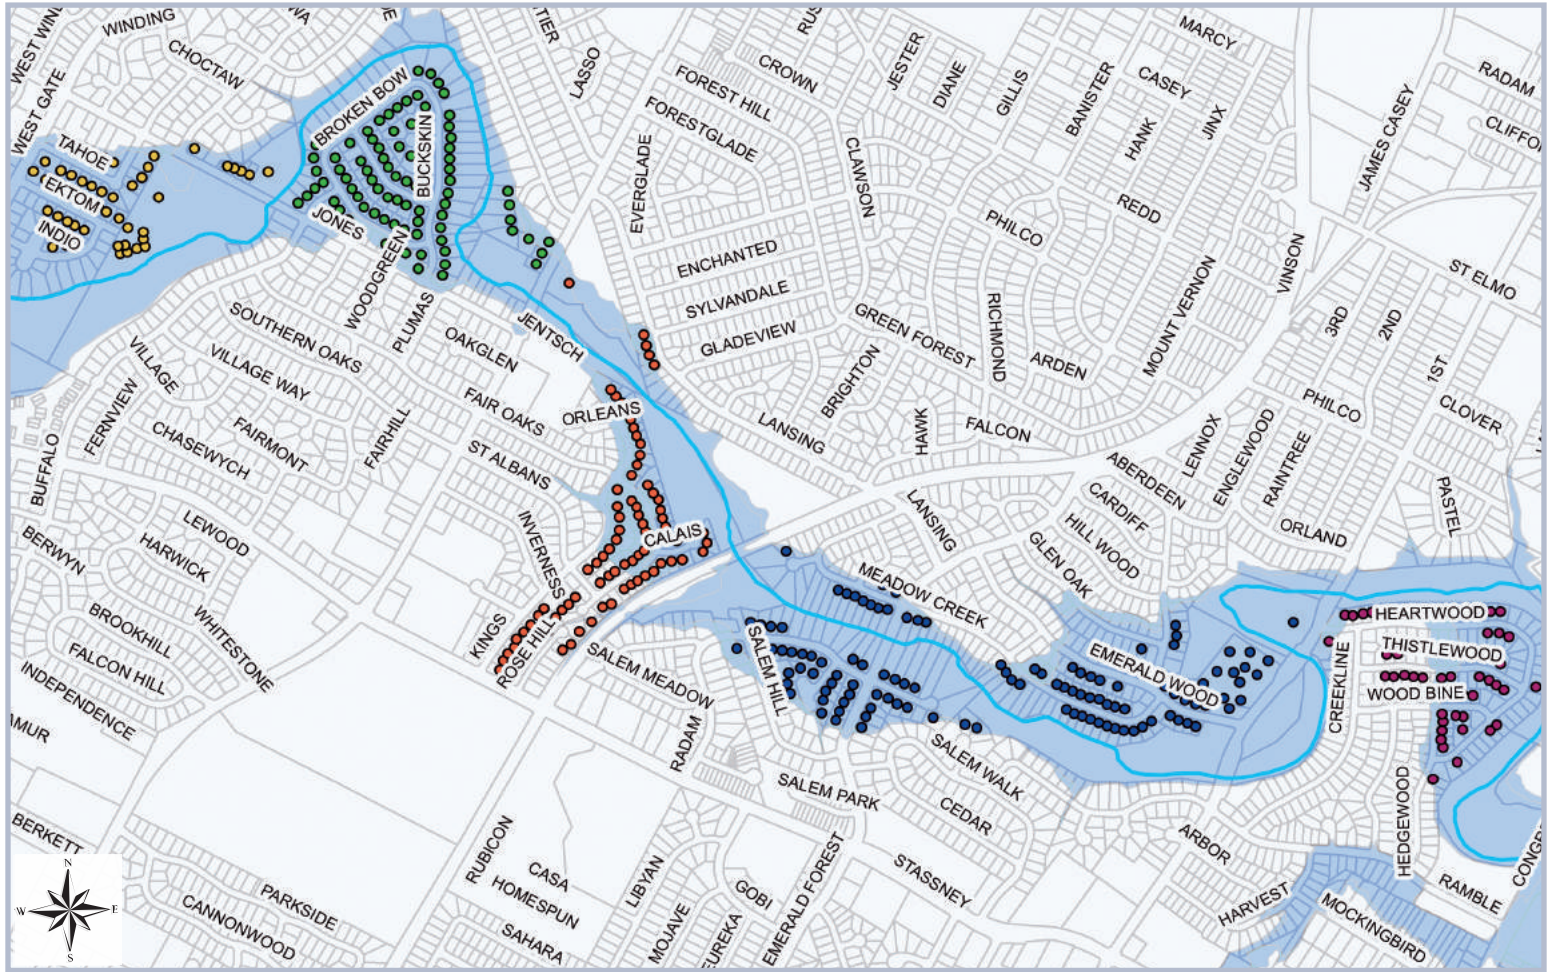 WINDING
CHOCTAW
WEST GATE
TAHOE
EKTOM
INDIO
BROKEN BOW
BUCKSKIN
JONES
WOODGREEN
PLUMAS
LASSO
CROWN
FOREST HILL
FORESTGLADE
EVERGLADE
JESTER
DIANE
GILLIS
BANISTER
MARCY
CASEY
HANK
JINX
JAMES CASEY
RADAM
CLAWSON
PHILCO
REDD
VINSON
ST ELMO
ENCHANTED
SYLVANDALE
GLADEVIEW
GREEN FOREST
RICHMOND
ARDEN
MOUNT VERNON
3RD
2ND
1ST
JENTSCH
OAKGLEN
SOUTHERN OAKS
VILLAGE
VILLAGE WAY
FERNVIEW
BUFFALO
CHASEWYCH
FAIRMONT
FAIRHILL
FAIR OAKS
ORLEANS
ST ALBANS
LANSING
BRIGHTON
HAWK
FALCON
PHILCO
CLOVER
LENNOX
ENGLEWOOD
RAINTREE
ABERDEEN
CARDIFF
HILL WOOD
GLEN OAK
LANSING
ORLAND
PASTEL
CALAIS
INVERNESS
LEWOOD
HARWICK
BERWYN
BROOKHILL
WHITESTONE
FALCON HILL
INDEPENDENCE
AMUR
KINGS
ROSE HILL
MEADOW CREEK
SALEM MEADOW
SALEM HILL
EMERALD WOOD
CREEKLINE
HEARTWOOD
THISTLEWOOD
WOOD BINE
RADAM
SALEM WALK
SALEM PARK
CEDAR
ARBOR
HEDGEWOOD
STASSNEY
HARVEST
MOCKINGBIRD
RAMBLE
BERKETT
RUBICON
CASA
HOMESPUN
SAHARA
LIBYAN
MOJAVE
GOBI
EMERALD FOREST
PARKSIDE
CANNONWOOD
N
W
E
S